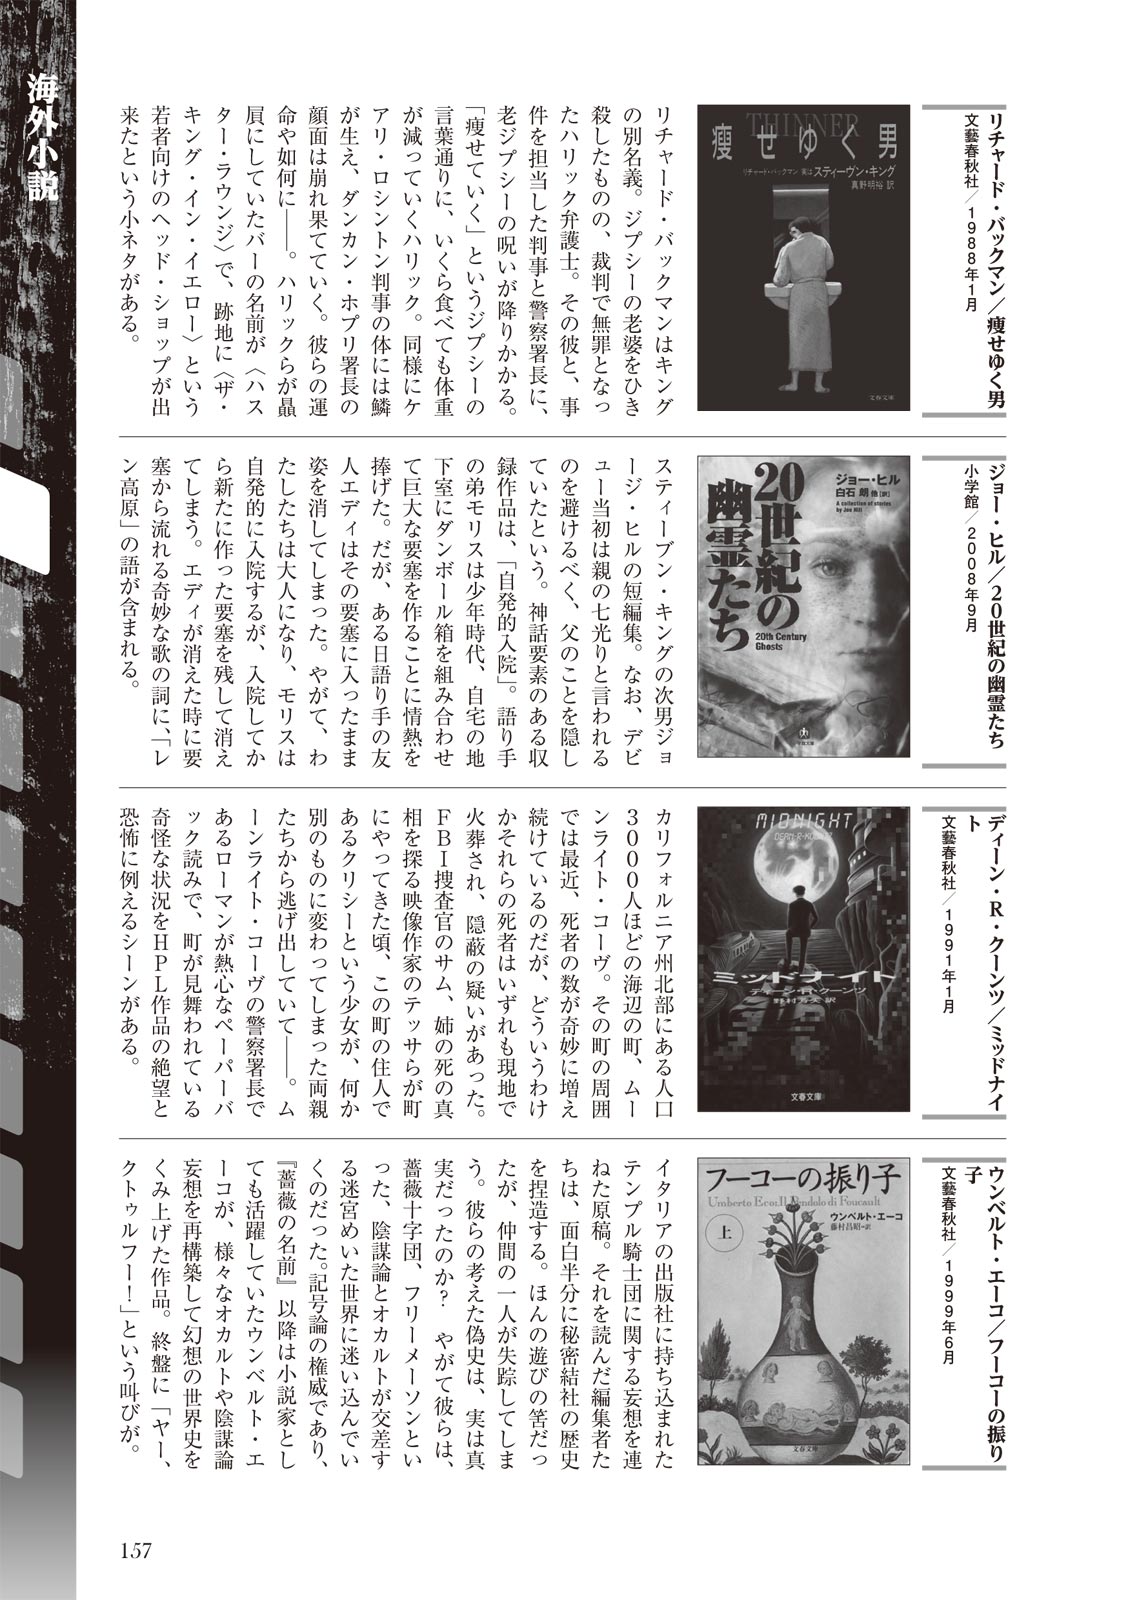 海外小説
リチャード・バックマン／痩せゆく男
文藝春秋社／1988年1月
THINNER
痩せゆく男
リチャード・バックマン 実は スティーヴン・キング
真野明裕 訳
文春文庫
リチャード・バックマンはキング
の別名義。ジプシーの老婆をひき
殺したものの、裁判で無罪となっ
たハリック弁護士。その彼と、事
件を担当した判事と警察署長に、
老ジプシーの呪いが降りかかる。
「痩せていく」というジプシーの
言葉通りに、いくら食べても体重
が減っていくハリック。同様にケ
アリ・ロシントン判事の体には鱗
が生え、ダンカン・ホプリ署長の
顔面は崩れ果てていく。彼らの運
命や如何に――。ハリックらが贔
屓にしていたバーの名前が〈ハス
ター・ラウンジ〉で、跡地に〈ザ・
キング・イン・イエロー〉という
若者向けのヘッド・ショップが出
来たという小ネタがある。
ジョー・ヒル／20世紀の幽霊たち
小学館／2008年9月
ジョー・ヒル
白石 朗 他［訳］
A collection of stories
by Joe Hill
20世紀の
幽霊たち
20th Century
Ghosts
小学館文庫
スティーブン・キングの次男ジョ
ージ・ヒルの短編集。なお、デビ
ュー当初は親の七光りと言われる
のを避けるべく、父のことを隠し
ていたという。神話要素のある収
録作品は、「自発的入院」。語り手
の弟モリスは少年時代、自宅の地
下室にダンボール箱を組み合わせ
て巨大な要塞を作ることに情熱を
捧げた。だが、ある日語り手の友
人エディはその要塞に入ったまま
姿を消してしまった。やがて、わ
たしたちは大人になり、モリスは
自発的に入院するが、入院してか
ら新たに作った要塞を残して消え
てしまう。エディが消えた時に要
塞から流れる奇妙な歌の詞に、「レ
ン高原」の語が含まれる。
ディーン・R・クーンツ／ミッドナイ
ト
文藝春秋社／1991年1月
MIDNIGHT
DEAN・R・KOONTZ
ミッドナイト
ディーン・R・クーンツ
野村芳夫 訳
文春文庫
カリフォルニア州北部にある人口
3000人ほどの海辺の町、ムー
ンライト・コーヴ。その町の周囲
では最近、死者の数が奇妙に増え
続けているのだが、どういうわけ
かそれらの死者はいずれも現地で
火葬され、隠蔽の疑いがあった。
FBI捜査官のサム、姉の死の真
相を探る映像作家のテッサらが町
にやってきた頃、この町の住人で
あるクリシーという少女が、何か
別のものに変わってしまった両親
たちから逃げ出していて――。ム
ーンライト・コーヴの警察署長で
あるローマンが熱心なペーパーバ
ック読みで、町が見舞われている
奇怪な状況をHPL作品の絶望と
恐怖に例えるシーンがある。
ウンベルト・エーコ／フーコーの振り
子
文藝春秋社／1999年6月
フーコーの振り子
Umberto Eco:Il Pendolo di Foucault
上
ウンベルト・エーコ
藤村昌昭=訳
文春文庫
イタリアの出版社に持ち込まれた
テンプル騎士団に関する妄想を連
ねた原稿。それを読んだ編集者た
ちは、面白半分に秘密結社の歴史
を捏造する。ほんの遊びの筈だっ
たが、仲間の一人が失踪してしま
う。彼らの考えた偽史は、実は真
実だったのか？　やがて彼らは、
薔薇十字団、フリーメーソンとい
った、陰謀論とオカルトが交差す
る迷宮めいた世界に迷い込んでい
くのだった。記号論の権威であり、
『薔薇の名前』以降は小説家とし
ても活躍していたウンベルト・エ
ーコが、様々なオカルトや陰謀論
妄想を再構築して幻想の世界史を
くみ上げた作品。終盤に「ヤー、
クトゥルフー！」という叫びが。
157